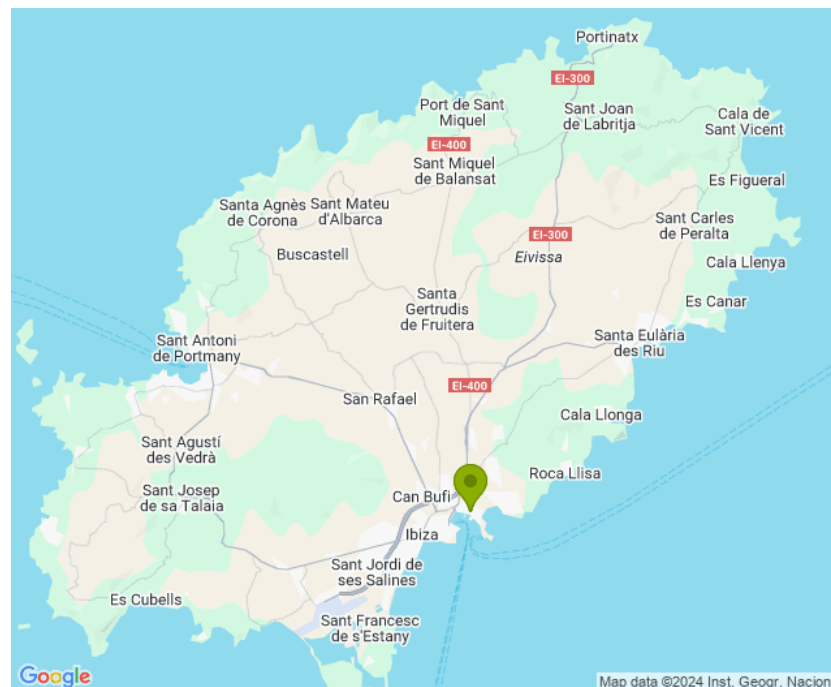 Portinatx
EI-300
Port de Sant
Miquel
Sant Joan
de Labritja
Cala de
Sant Vicent
EI-400
Sant Miquel
de Balansat
Es Figueral
Santa Agnès
de Corona
Sant Mateu
d'Albarca
Sant Carles
de Peralta
EI-300
Buscastell
Eivissa
Cala Llenya
Santa
Gertrudis
de Fruitera
Es Canar
Sant Antoni
de Portmany
Santa Eulària
des Riu
EI-400
San Rafael
Cala Llonga
Sant Agustí
des Vedrà
Roca Llisa
Sant Josep
de sa Talaia
Can Bufi
Ibiza
Sant Jordi de
ses Salines
Es Cubells
Sant Francesc
de s'Estany
Google
Map data ©2024 Inst. Geogr. Nacion